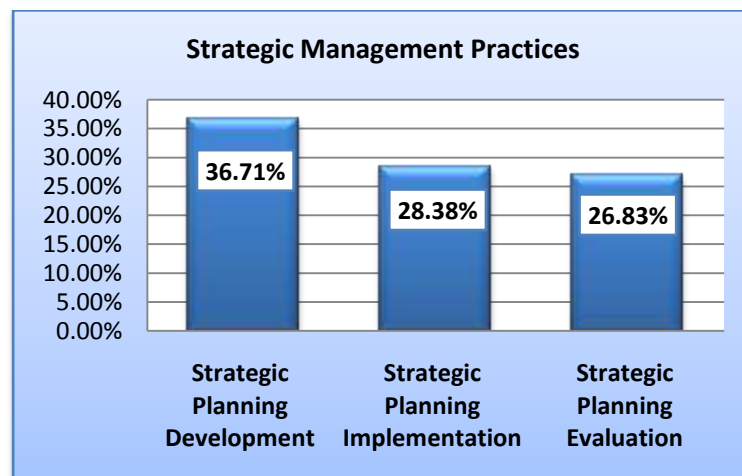 Strategic Management Practices
40.00%
35.00%
30.00%
25.00%
20.00%
15.00%
10.00%
5.00%
0.00%
36.71%
28.38%
26.83%
Strategic
Planning
Development
Strategic
Planning
Implementation
Strategic
Planning
Evaluation